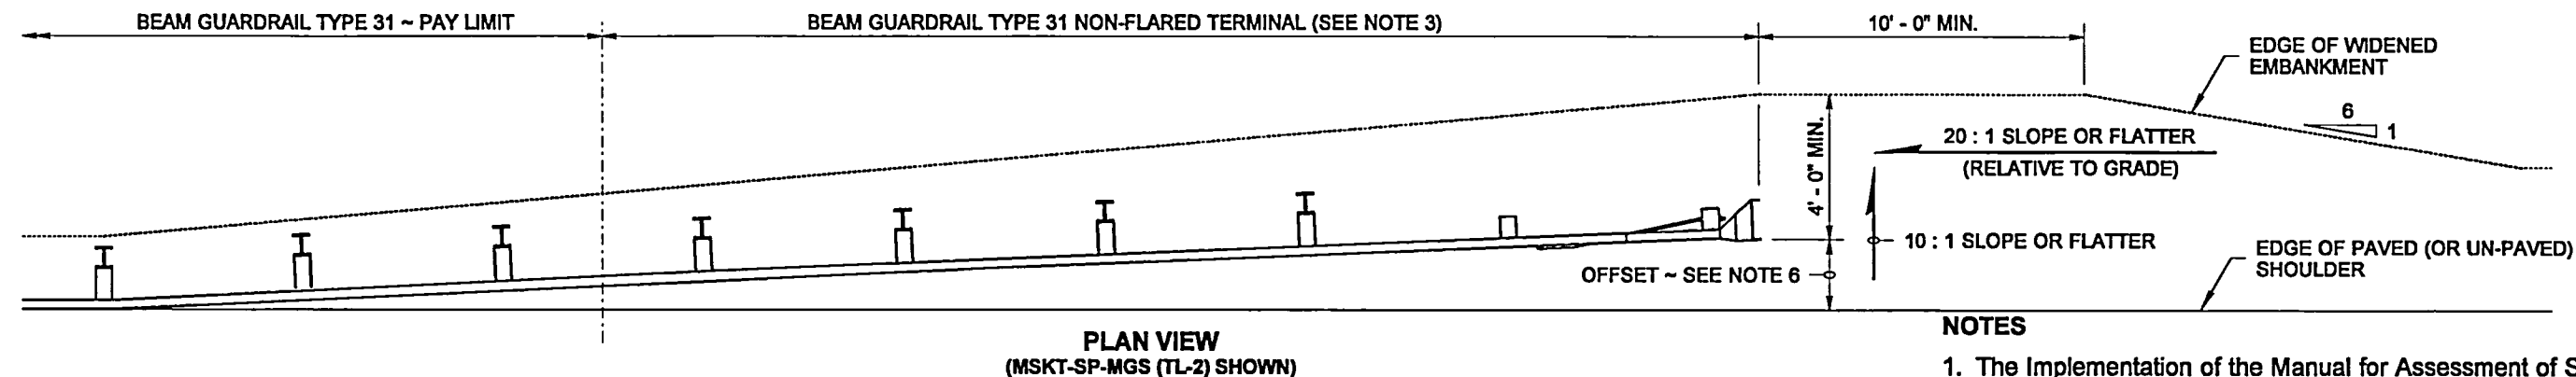 BEAM GUARDRAIL TYPE 31 ~ PAY LIMIT
BEAM GUARDRAIL TYPE 31 NON-FLARED TERMINAL (SEE NOTE 3)
10' - 0" MIN.
EDGE OF WIDENED
EMBANKMENT
6
1
4' - 0" MIN.
20 : 1 SLOPE OR FLATTER
(RELATIVE TO GRADE)
10 : 1 SLOPE OR FLATTER
OFFSET ~ SEE NOTE 6
EDGE OF PAVED (OR UN-PAVED)
SHOULDER
PLAN VIEW
(MSKT-SP-MGS (TL-2) SHOWN)
NOTES
1. The Implementation of the Manual for Assessment of S